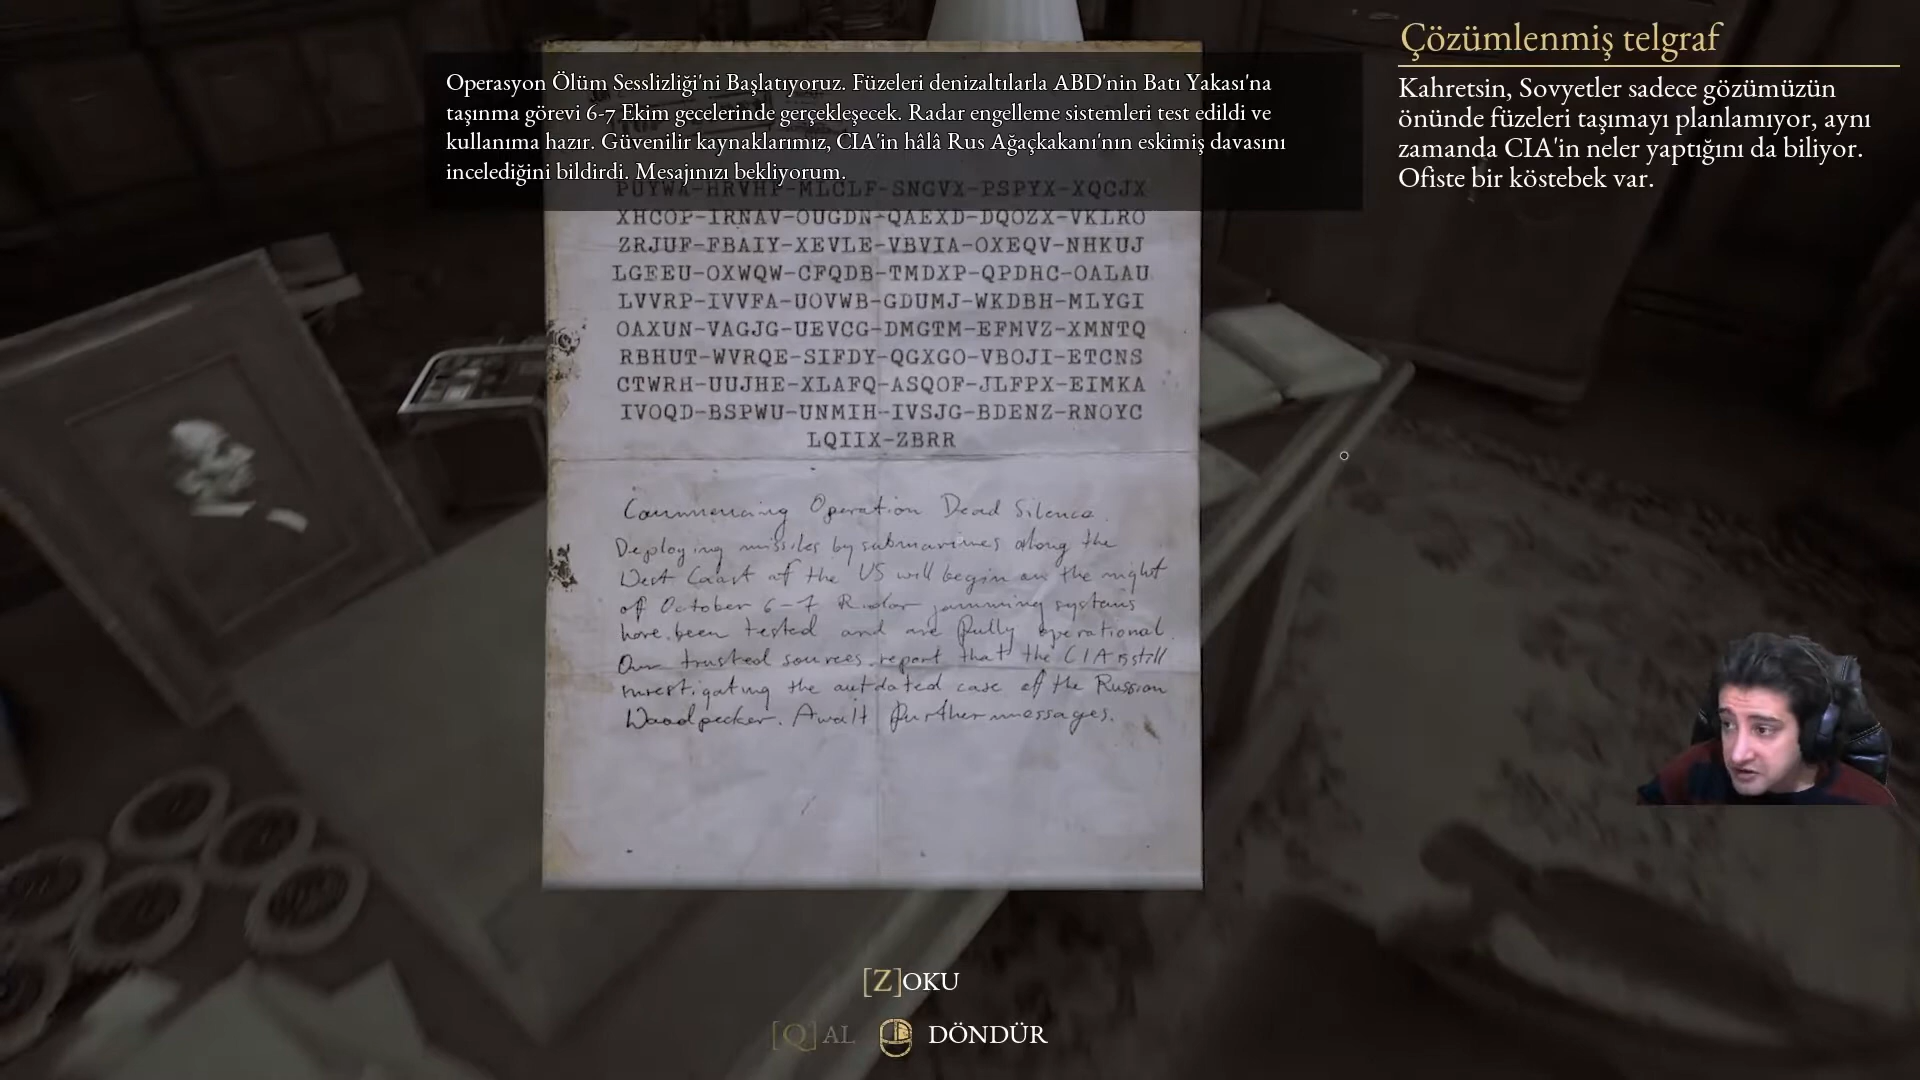 Çözümlenmiş telgraf
Kahretsin, Sovyetler sadece gözümüzün
önünde füzeleri taşımayı planlamıyor, aynı
zamanda CIA'in neler yaptığını da biliyor.
Ofiste bir köstebek var.
Operasyon Ölüm Sesslizliği'ni Başlatıyoruz. Füzeleri denizaltılarla ABD'nin Batı Yakası'na
taşınma görevi 6-7 Ekim gecelerinde gerçekleşecek. Radar engelleme sistemleri test edildi ve
kullanıma hazır. Güvenilir kaynaklarımız, CIA'in hâlâ Rus Ağaçkakanı'nın eskimiş davasını
incelediğini bildirdi. Mesajınızı bekliyorum.
PUYWA-HRVHP-MLCLF-SNGVX-PSPYX-XQCJX
XHCOP-IRNAV-OUGDN-QAEXD-DQOZX-VKLRO
ZRJUF-FBAIY-XEVLE-VBVIA-OXEQV-NHKUJ
LGEEU-OXWQW-CFQDB-TMDXP-QPDHC-OALAU
LVVRP-IVVFA-UOVWB-GDUMJ-WKDBH-MLYGI
OAXUN-VAGJG-UEVCG-DMGTM-EFMVZ-XMNTQ
RBHUT-WVRQE-SIFDY-QGXGO-VBOJI-ETCNS
CTWRH-UUJHE-XLAFQ-ASQOF-JLFPX-EIMKA
IVOQD-BSPWU-UNMIH-IVSJG-BDENZ-RNOYC
LQIIX-ZBRR
Commencing Operation Dead Silence.
Deploying missiles by submarines along the
West Coast of the US will begin on the night
of October 6-7 Radar jamming systems
have been tested and are fully operational.
Our trusted sources report that the CIA is still
investigating the outdated case of the Russian
Woodpecker. Await further messages.
[Z]OKU
[Q]AL DÖNDÜR